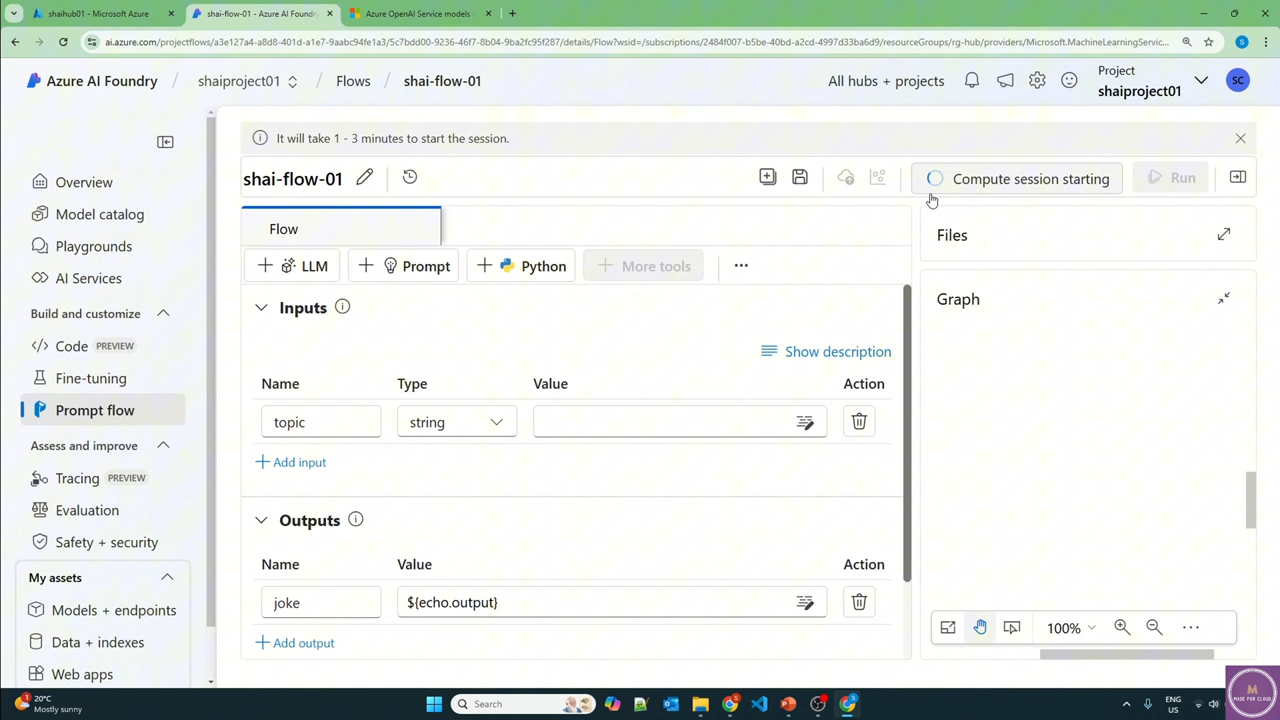 shaihub01 - Microsoft Azure
shai-flow-01 - Azure AI Foundry
Azure OpenAI Service models -
ai.azure.com/projectflows/a3e127a4-a8d8-401d-a1e7-9aabc94fe1a3/5c7bdd00-9236-46f7-8b04-9ba2fc95f287/details/Flow?wsid=/subscriptions/2484f007-b5be-40bd-a2cd-4997d33ba6d9/resourceGroups/rg-hub/providers/Microsoft.MachineLearningServic...
S
Azure AI Foundry / shaiproject01 / Flows / shai-flow-01
All hubs + projects
Project
shaiproject01
SC
It will take 1 - 3 minutes to start the session.
shai-flow-01
Compute session starting
Run
Overview
Model catalog
Playgrounds
AI Services
Build and customize
Code PREVIEW
Fine-tuning
Prompt flow
Assess and improve
Tracing PREVIEW
Evaluation
Safety + security
My assets
Models + endpoints
Data + indexes
Web apps
Flow
LLM
Prompt
Python
More tools
Inputs
Show description
Name Type Value Action
topic string
Add input
Outputs
Name Value Action
joke ${echo.output}
Add output
Files
Graph
100%
1
20°C
Mostly sunny
Search
ENG
US
M
MADE FOR CLOUD